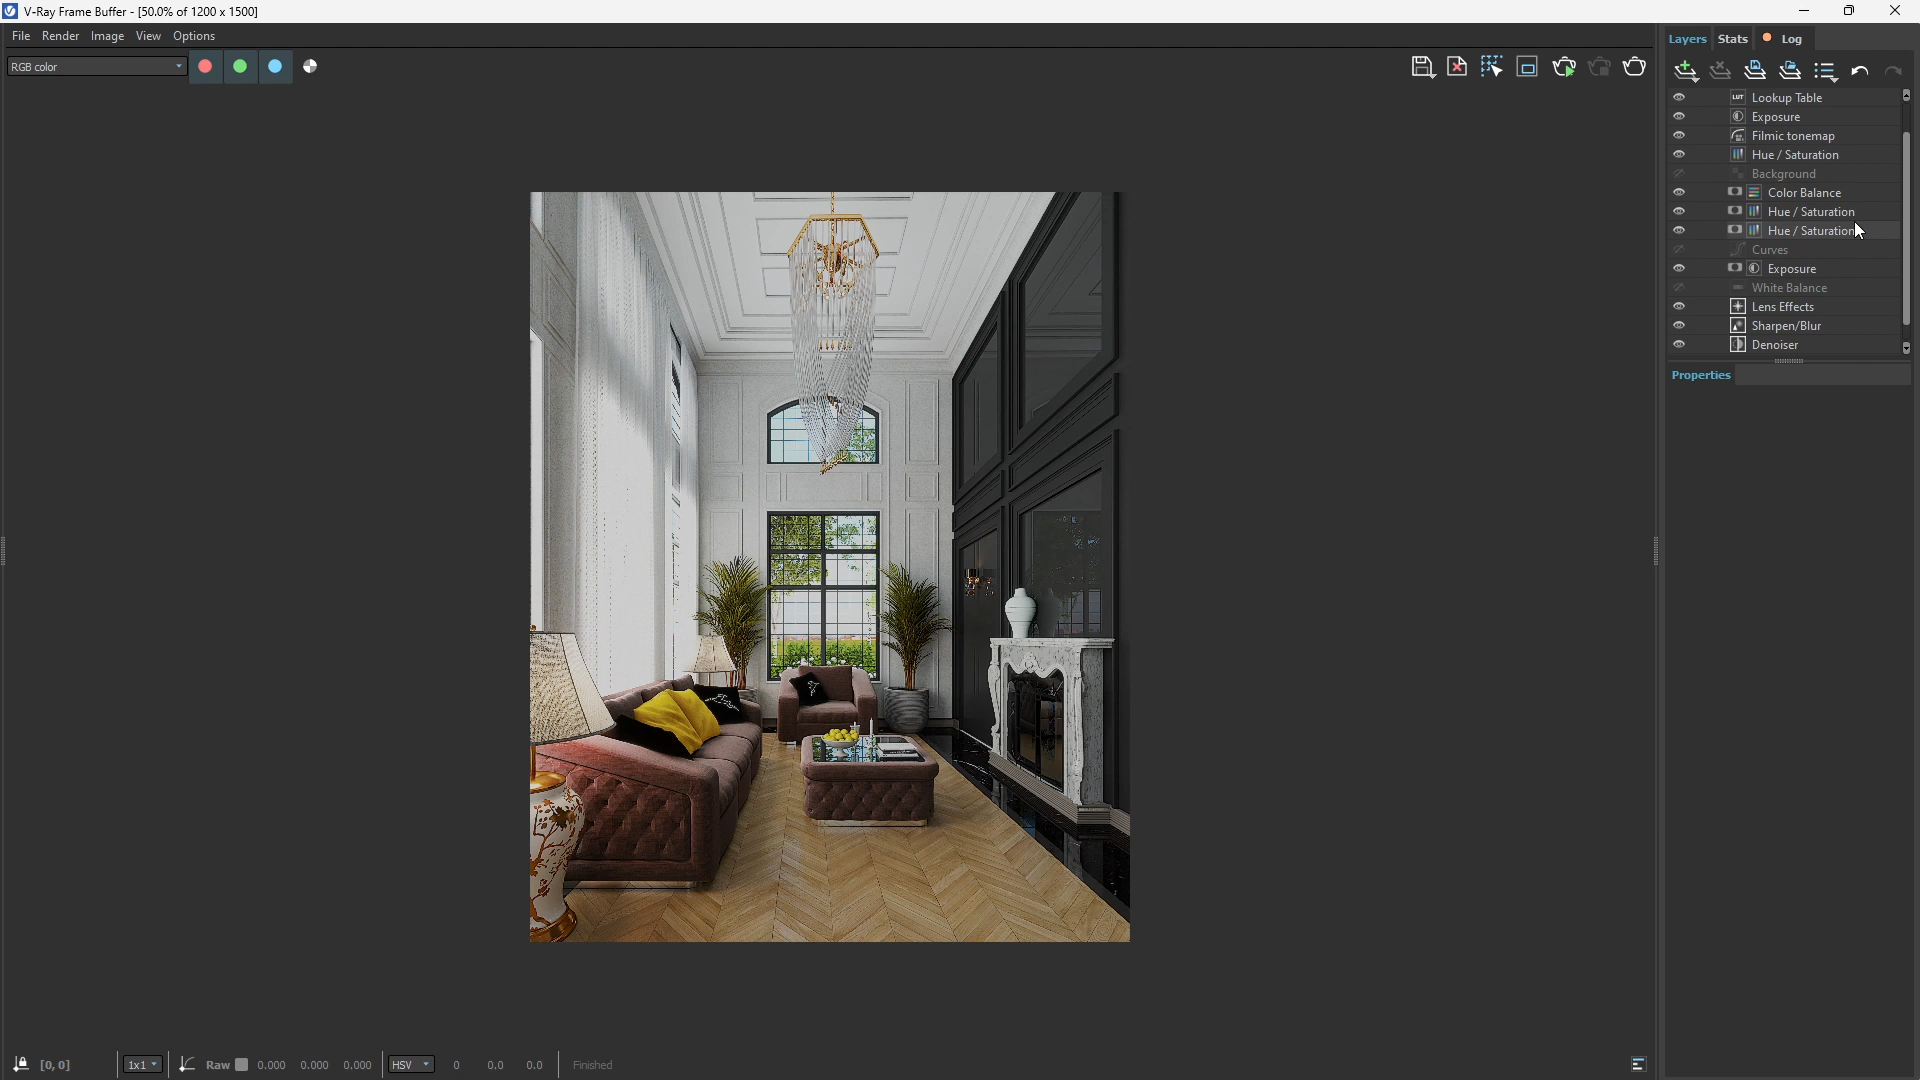 V-Ray Frame Buffer - [50.0% of 1200 x 1500]
File Render Image View Options
RGB color
Layers Stats Log
LUT Lookup Table
Exposure
Filmic tonemap
Hue / Saturation
Background
Color Balance
Hue / Saturation
Hue / Saturation
Curves
Exposure
White Balance
Lens Effects
Sharpen/Blur
Denoiser
Properties
[0, 0] 1x1 Raw 0.000 0.000 0.000 HSV 0 0.0 0.0 Finished